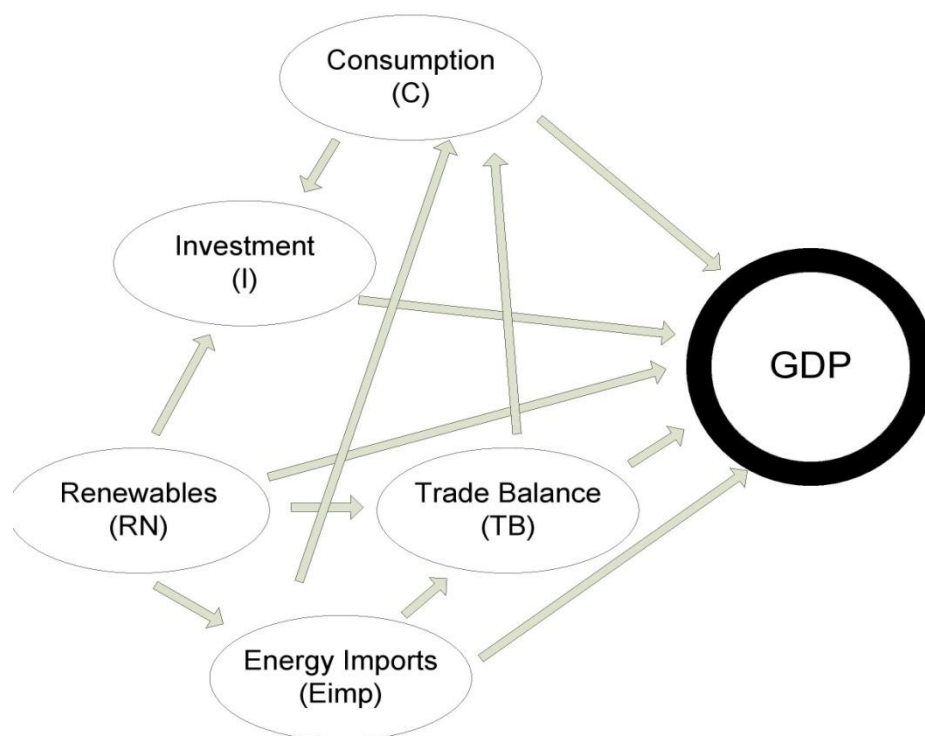 Consumption
(C)
Investment
(I)
GDP
Renewables
(RN)
Trade Balance
(TB)
Energy Imports
(Eimp)